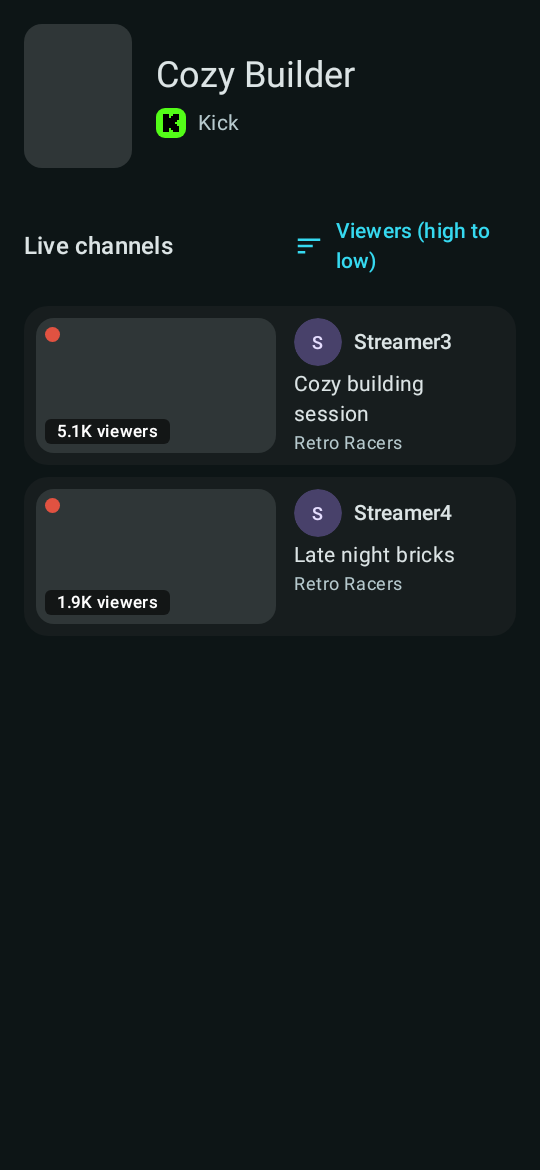 Cozy Builder
Kick
Live channels
Viewers (high to
low)
S
Streamer3
Cozy building
session
Retro Racers
5.1K viewers
S
Streamer4
Late night bricks
Retro Racers
1.9K viewers